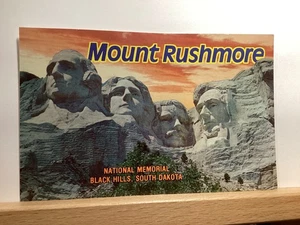 Mount Rushmore
NATIONAL MEMORIAL
BLACK HILLS, SOUTH DAKOTA